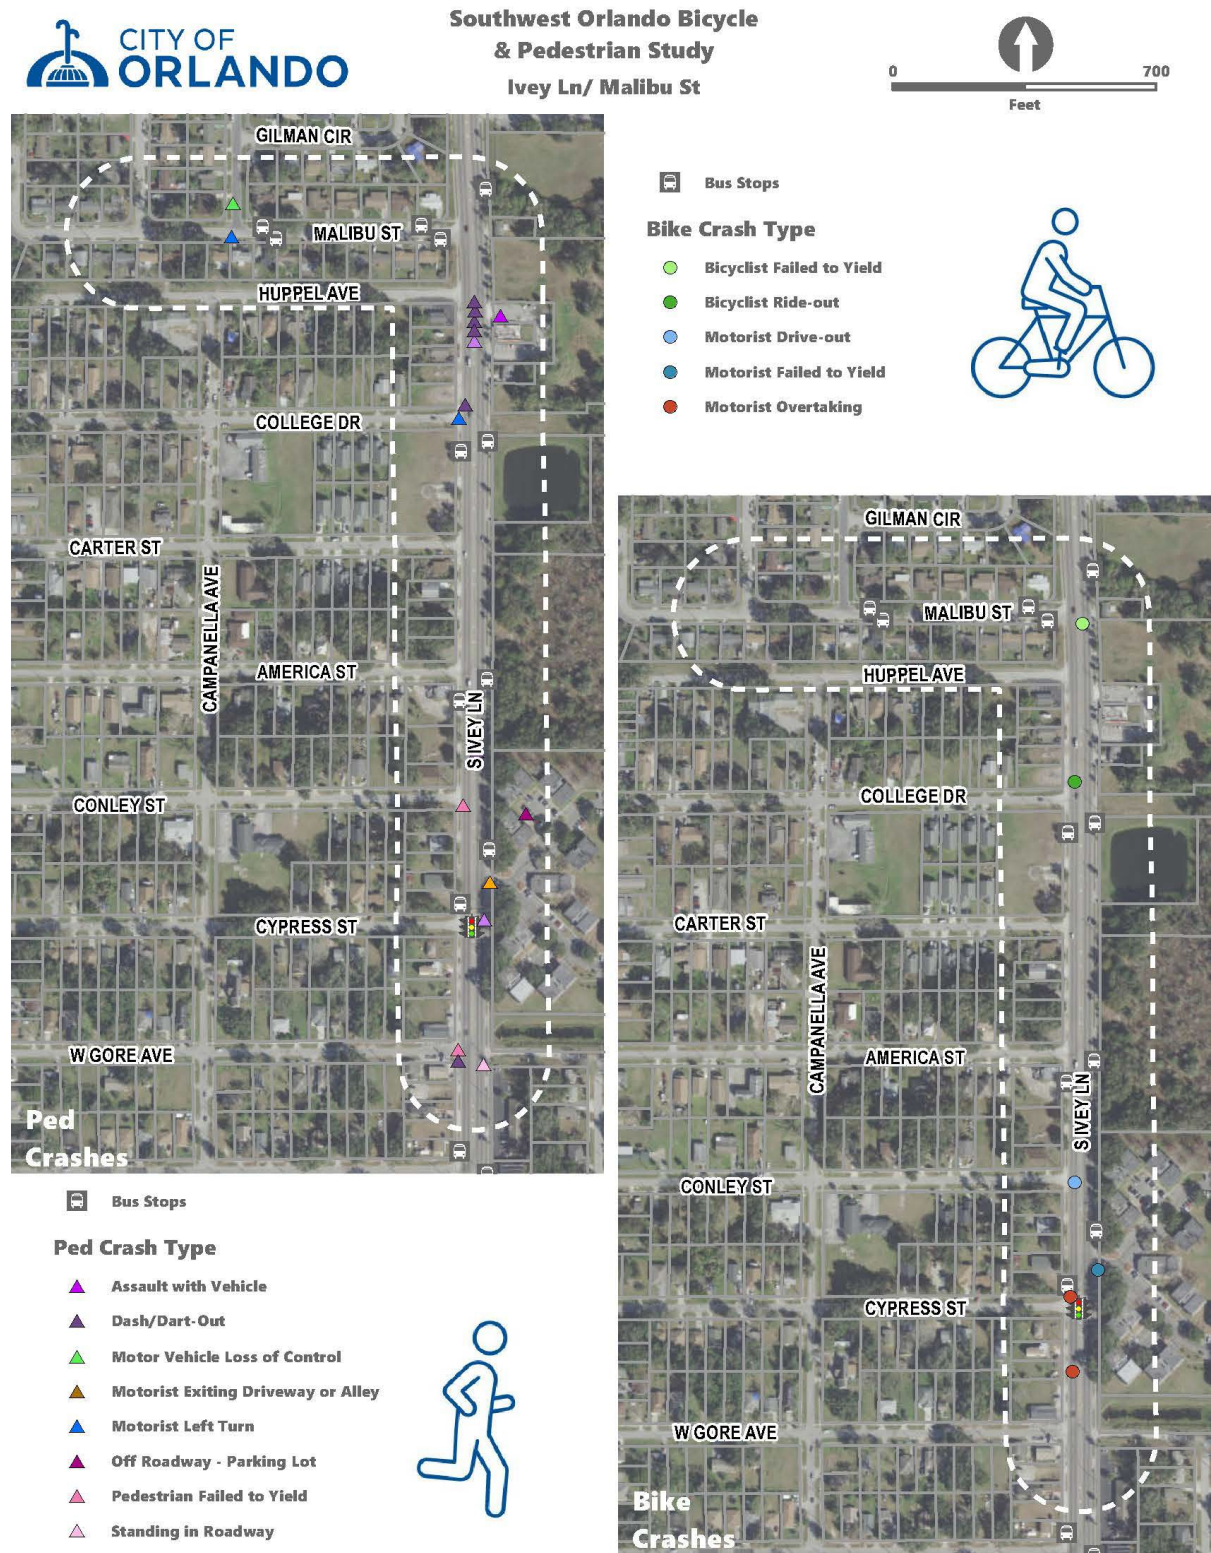 CITY OF
ORLANDO
Southwest Orlando Bicycle
& Pedestrian Study
Ivey Ln/ Malibu St
0 700
Feet
GILMAN CIR
MALIBU ST
HUPPEL AVE
COLLEGE DR
CARTER ST
CAMPANELLA AVE
AMERICA ST
S IVEY LN
CONLEY ST
CYPRESS ST
W GORE AVE
Ped
Crashes
Bus Stops
Ped Crash Type
Assault with Vehicle
Dash/Dart-Out
Motor Vehicle Loss of Control
Motorist Exiting Driveway or Alley
Motorist Left Turn
Off Roadway - Parking Lot
Pedestrian Failed to Yield
Standing in Roadway
Bus Stops
Bike Crash Type
Bicyclist Failed to Yield
Bicyclist Ride-out
Motorist Drive-out
Motorist Failed to Yield
Motorist Overtaking
GILMAN CIR
MALIBU ST
HUPPEL AVE
COLLEGE DR
CARTER ST
CAMPANELLA AVE
AMERICA ST
S IVEY LN
CONLEY ST
CYPRESS ST
W GORE AVE
Bike
Crashes